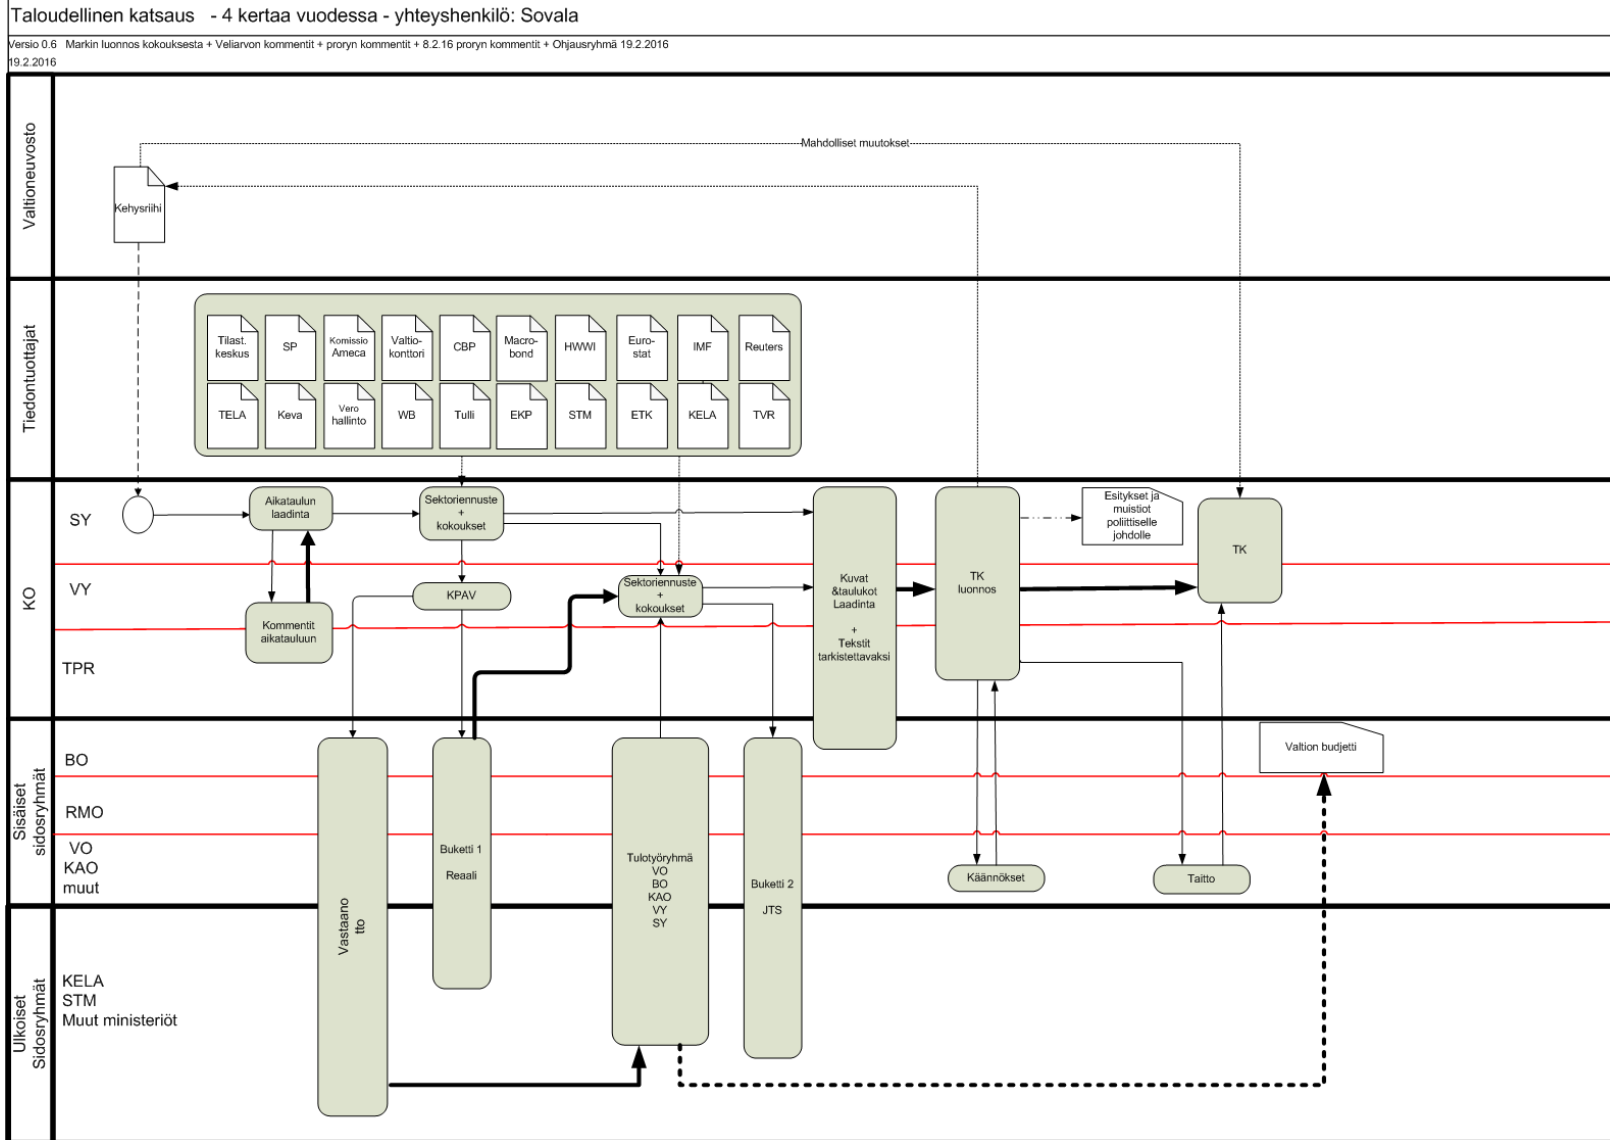 Taloudellinen katsaus - 4 kertaa vuodessa - yhteyshenkilö: Sovala
Versio 0.6 Markin luonnos kokouksesta + Veliarvon kommentit + proryn kommentit + 8.2.16 proryn kommentit + Ohjausryhmä 19.2.2016
19.2.2016
Valtioneuvosto
Mahdolliset muutokset
Kehysriihi
Tiedontuottajat
Tilast.
keskus
SP
Komissio
Ameca
Valtio-
konttori
CBP
Macro-
bond
HWWI
Euro-
stat
IMF
Reuters
TELA
Keva
Vero
hallinto
WB
Tulli
EKP
STM
ETK
KELA
TVR
KO
SY
Aikataulun
laadinta
Sektoriennuste
+
kokoukset
Esitykset ja
muistiot
poliittiselle
johdolle
TK
VY
KPAV
Sektoriennuste
+
kokoukset
Kuvat
&taulukot
Laadinta
+
Tekstit
tarkistettavaksi
TK
luonnos
Kommentit
aikatauluun
TPR
Sisäiset
sidosryhmät
BO
RMO
VO
KAO
muut
Valtion budjetti
Buketti 1
Reaali
Tulotyöryhmä
VO
BO
KAO
VY
SY
Buketti 2
JTS
Käännökset
Taitto
Vastaano
tto
Ulkoiset
Sidosryhmät
KELA
STM
Muut ministeriöt